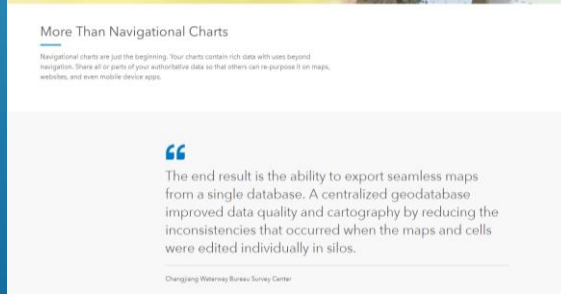 More Than Navigational Charts
Navigational charts are just the beginning. Your charts contain rich data with uses beyond
navigation. Share all or parts of your authoritative data so that others can re-purpose it on maps,
websites, and even mobile device apps.
“
The end result is the ability to export seamless maps
from a single database. A centralized geodatabase
improved data quality and cartography by reducing the
inconsistencies that occurred when the maps and cells
were edited individually in silos.
Changjiang Waterway Bureau Survey Center